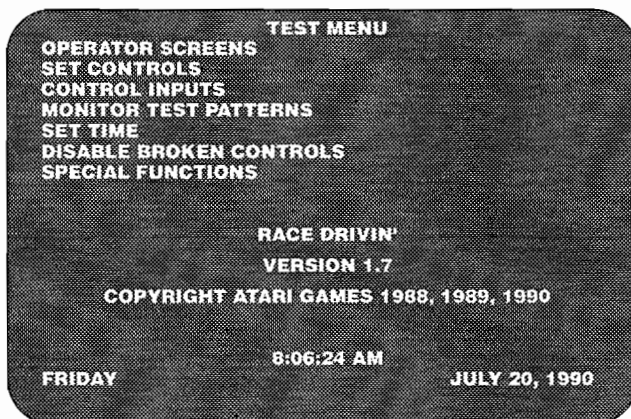 TEST MENU
OPERATOR SCREENS
SET CONTROLS
CONTROL INPUTS
MONITOR TEST PATTERNS
SET TIME
DISABLE BROKEN CONTROLS
SPECIAL FUNCTIONS
RACE DRIVIN'
VERSION 1.7
COPYRIGHT ATARI GAMES 1988, 1989, 1990
8:06:24 AM
FRIDAY JULY 20, 1990